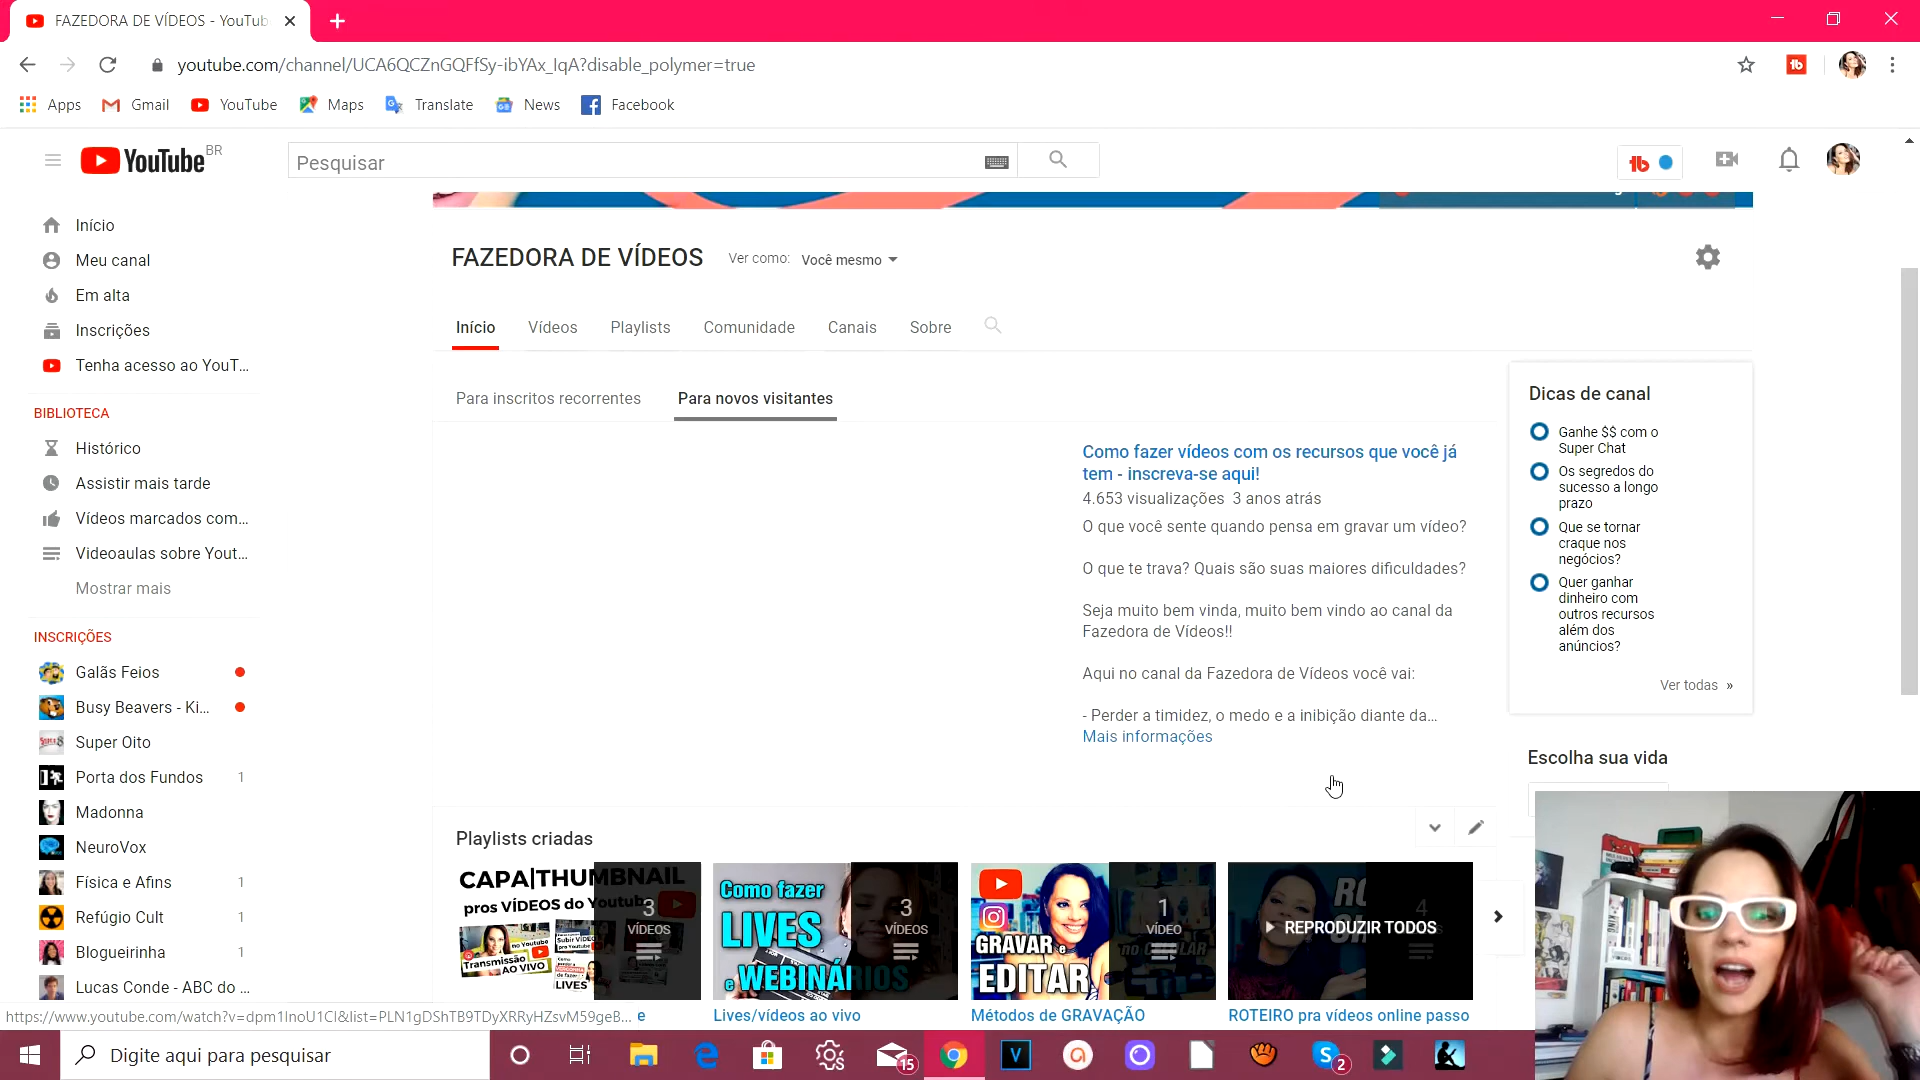 FAZEDORA DE VÍDEOS - YouTub
youtube.com/channel/UCA6QCZnGQFfSy-ibYAx_IqA?disable_polymer=true
Apps
Gmail
YouTube
Maps
Translate
News
Facebook
YouTube BR
Pesquisar
Início
Meu canal
Em alta
Inscrições
Tenha acesso ao YouT...
BIBLIOTECA
Histórico
Assistir mais tarde
Vídeos marcados com...
Videoaulas sobre Yout...
Mostrar mais
INSCRIÇÕES
Galãs Feios
Busy Beavers - Ki...
Super Oito
Porta dos Fundos 1
Madonna
NeuroVox
Física e Afins 1
Refúgio Cult 1
Blogueirinha 1
Lucas Conde - ABC do ...
FAZEDORA DE VÍDEOS
Ver como: Você mesmo
Início
Vídeos
Playlists
Comunidade
Canais
Sobre
Para inscritos recorrentes
Para novos visitantes
Como fazer vídeos com os recursos que você já
tem - inscreva-se aqui!
4.653 visualizações 3 anos atrás
O que você sente quando pensa em gravar um vídeo?
O que te trava? Quais são suas maiores dificuldades?
Seja muito bem vinda, muito bem vindo ao canal da
Fazedora de Vídeos!!
Aqui no canal da Fazedora de Vídeos você vai:
- Perder a timidez, o medo e a inibição diante da...
Mais informações
Dicas de canal
Ganhe $$ com o
Super Chat
Os segredos do
sucesso a longo
prazo
Que se tornar
craque nos
negócios?
Quer ganhar
dinheiro com
outros recursos
além dos
anúncios?
Ver todas »
Escolha sua vida
Playlists criadas
CAPA|THUMBNAIL
pros VÍDEOS do Youtube
Transmissão
AO VIVO
no Youtube
LIVES
3
VÍDEOS
e
Como fazer
LIVES
e WEBINÁRIOS
3
VÍDEOS
Lives/vídeos ao vivo
GRAVAR e
EDITAR
1
VÍDEO
Métodos de GRAVAÇÃO
REPRODUZIR TODOS
4
ROTEIRO pra vídeos online passo
https://www.youtube.com/watch?v=dpm1lnoU1CI&list=PLN1gDShTB9TDyXRRyHZsvM59geB...
Digite aqui para pesquisar
15
2